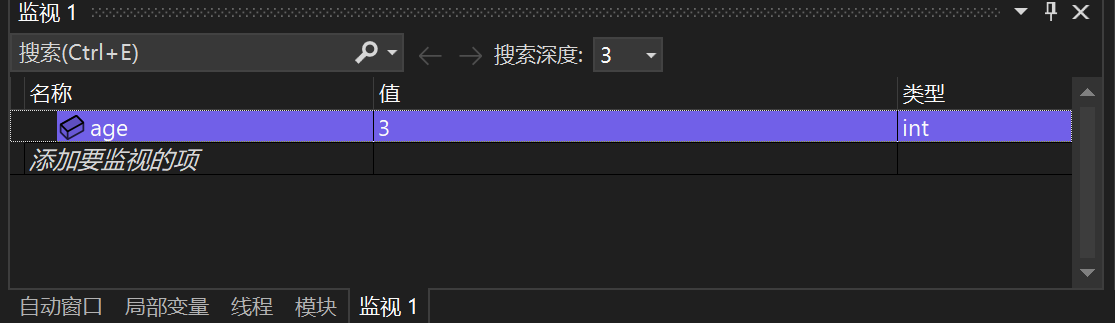 监视 1
搜索(Ctrl+E) 搜索深度: 3
名称 值 类型
age 3 int
添加要监视的项
自动窗口 局部变量 线程 模块 监视 1